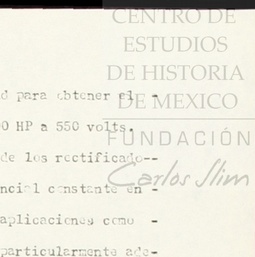 CENTRO DE
ESTUDIOS
DE HISTORIA
DE MEXICO
FUNDACIÓN
Carlos Slim
d para obtener el -
0 HP a 550 volts.
de los rectificado--
ncial constante en -
aplicaciones como -
particularmente ade-